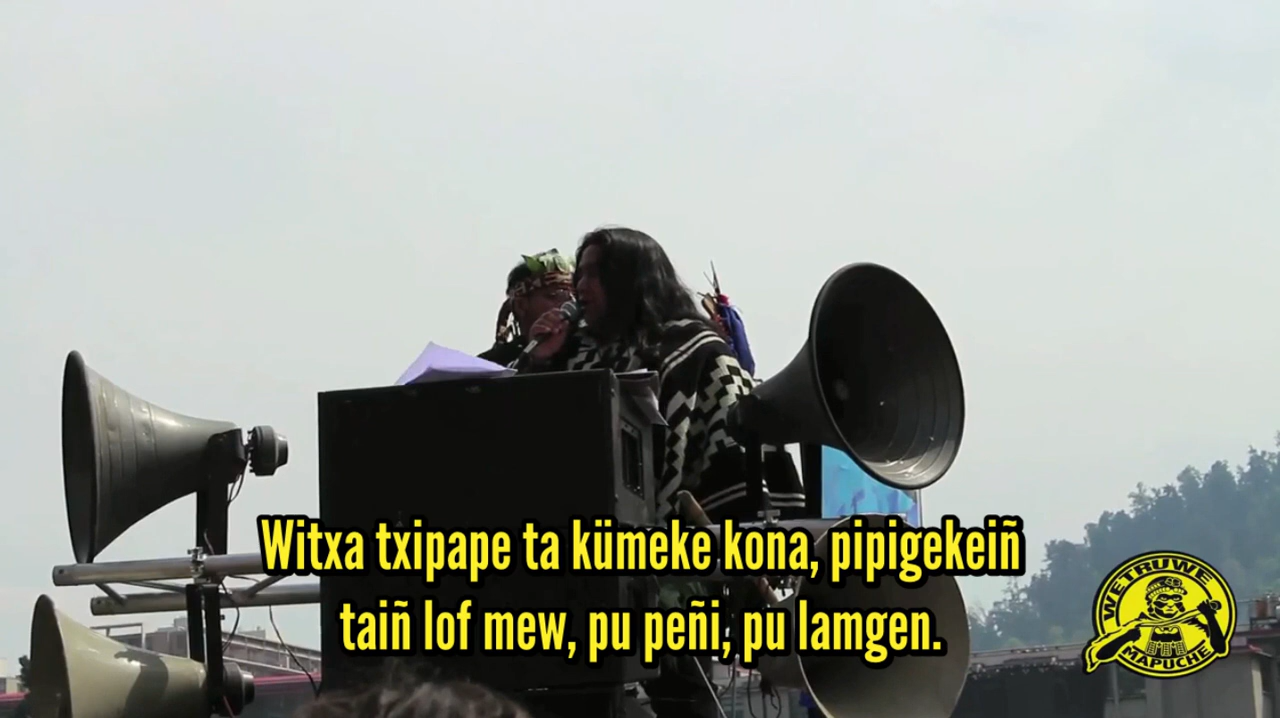 Witxa txipape ta kümeke kona, pipigekeiñ
taiñ lof mew, pu peñi, pu lamgen.
WETRUWE
MAPUCHE